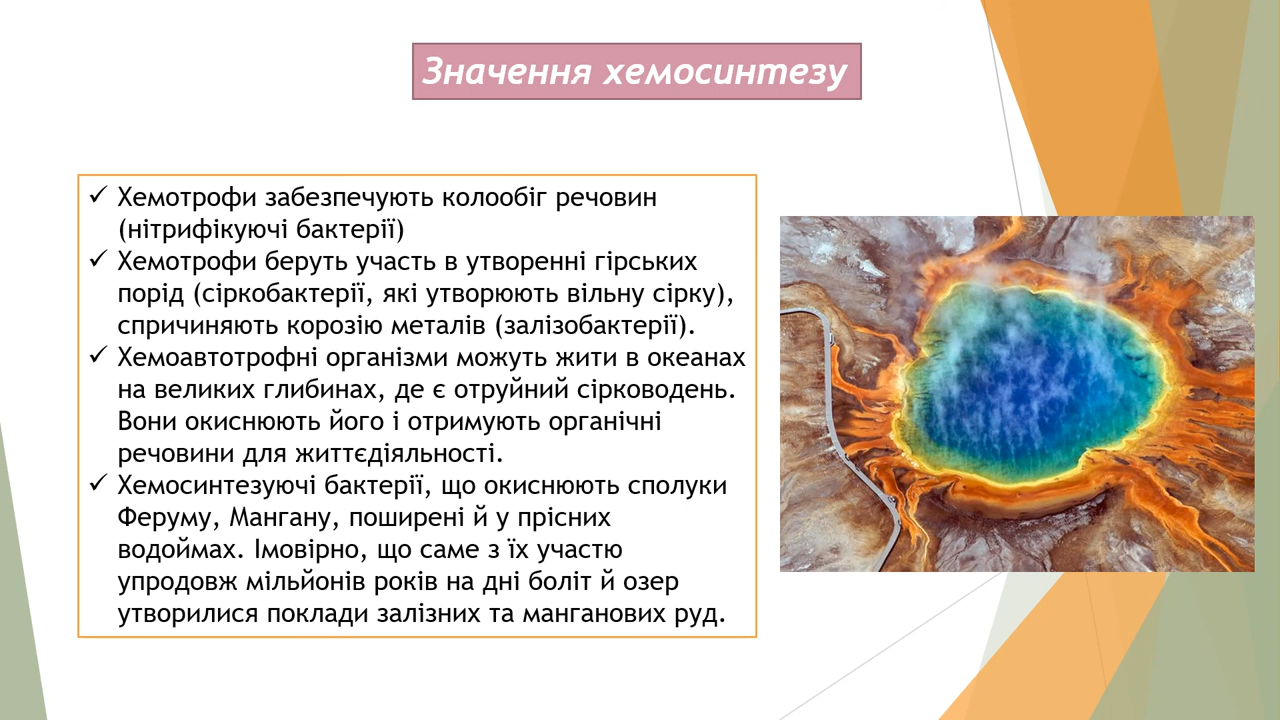 Значення хемосинтезу
✓ Хемотрофи забезпечують колообіг речовин
(нітрифікуючі бактерії)
✓ Хемотрофи беруть участь в утворенні гірських
порід (сіркобактерії, які утворюють вільну сірку),
спричиняють корозію металів (залізобактерії).
✓ Хемоавтотрофні організми можуть жити в океанах
на великих глибинах, де є отруйний сірководень.
Вони окиснюють його і отримують органічні
речовини для життєдіяльності.
✓ Хемосинтезуючі бактерії, що окиснюють сполуки
Феруму, Мангану, поширені й у прісних
водоймах. Імовірно, що саме з їх участю
упродовж мільйонів років на дні боліт й озер
утворилися поклади залізних та манганових руд.